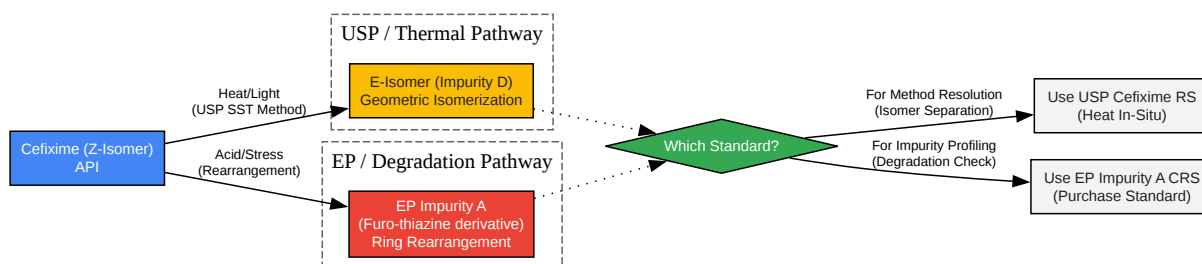 Cefixime (Z-Isomer)
API
Heat/Light
(USP SST Method)
Acid/Stress
(Rearrangement)
USP / Thermal Pathway
E-Isomer (Impurity D)
Geometric Isomerization
EP / Degradation Pathway
EP Impurity A
(Furo-thiazine derivative)
Ring Rearrangement
Which Standard?
For Method Resolution
(Isomer Separation)
For Impurity Profiling
(Degradation Check)
Use USP Cefixime RS
(Heat In-Situ)
Use EP Impurity A CRS
(Purchase Standard)